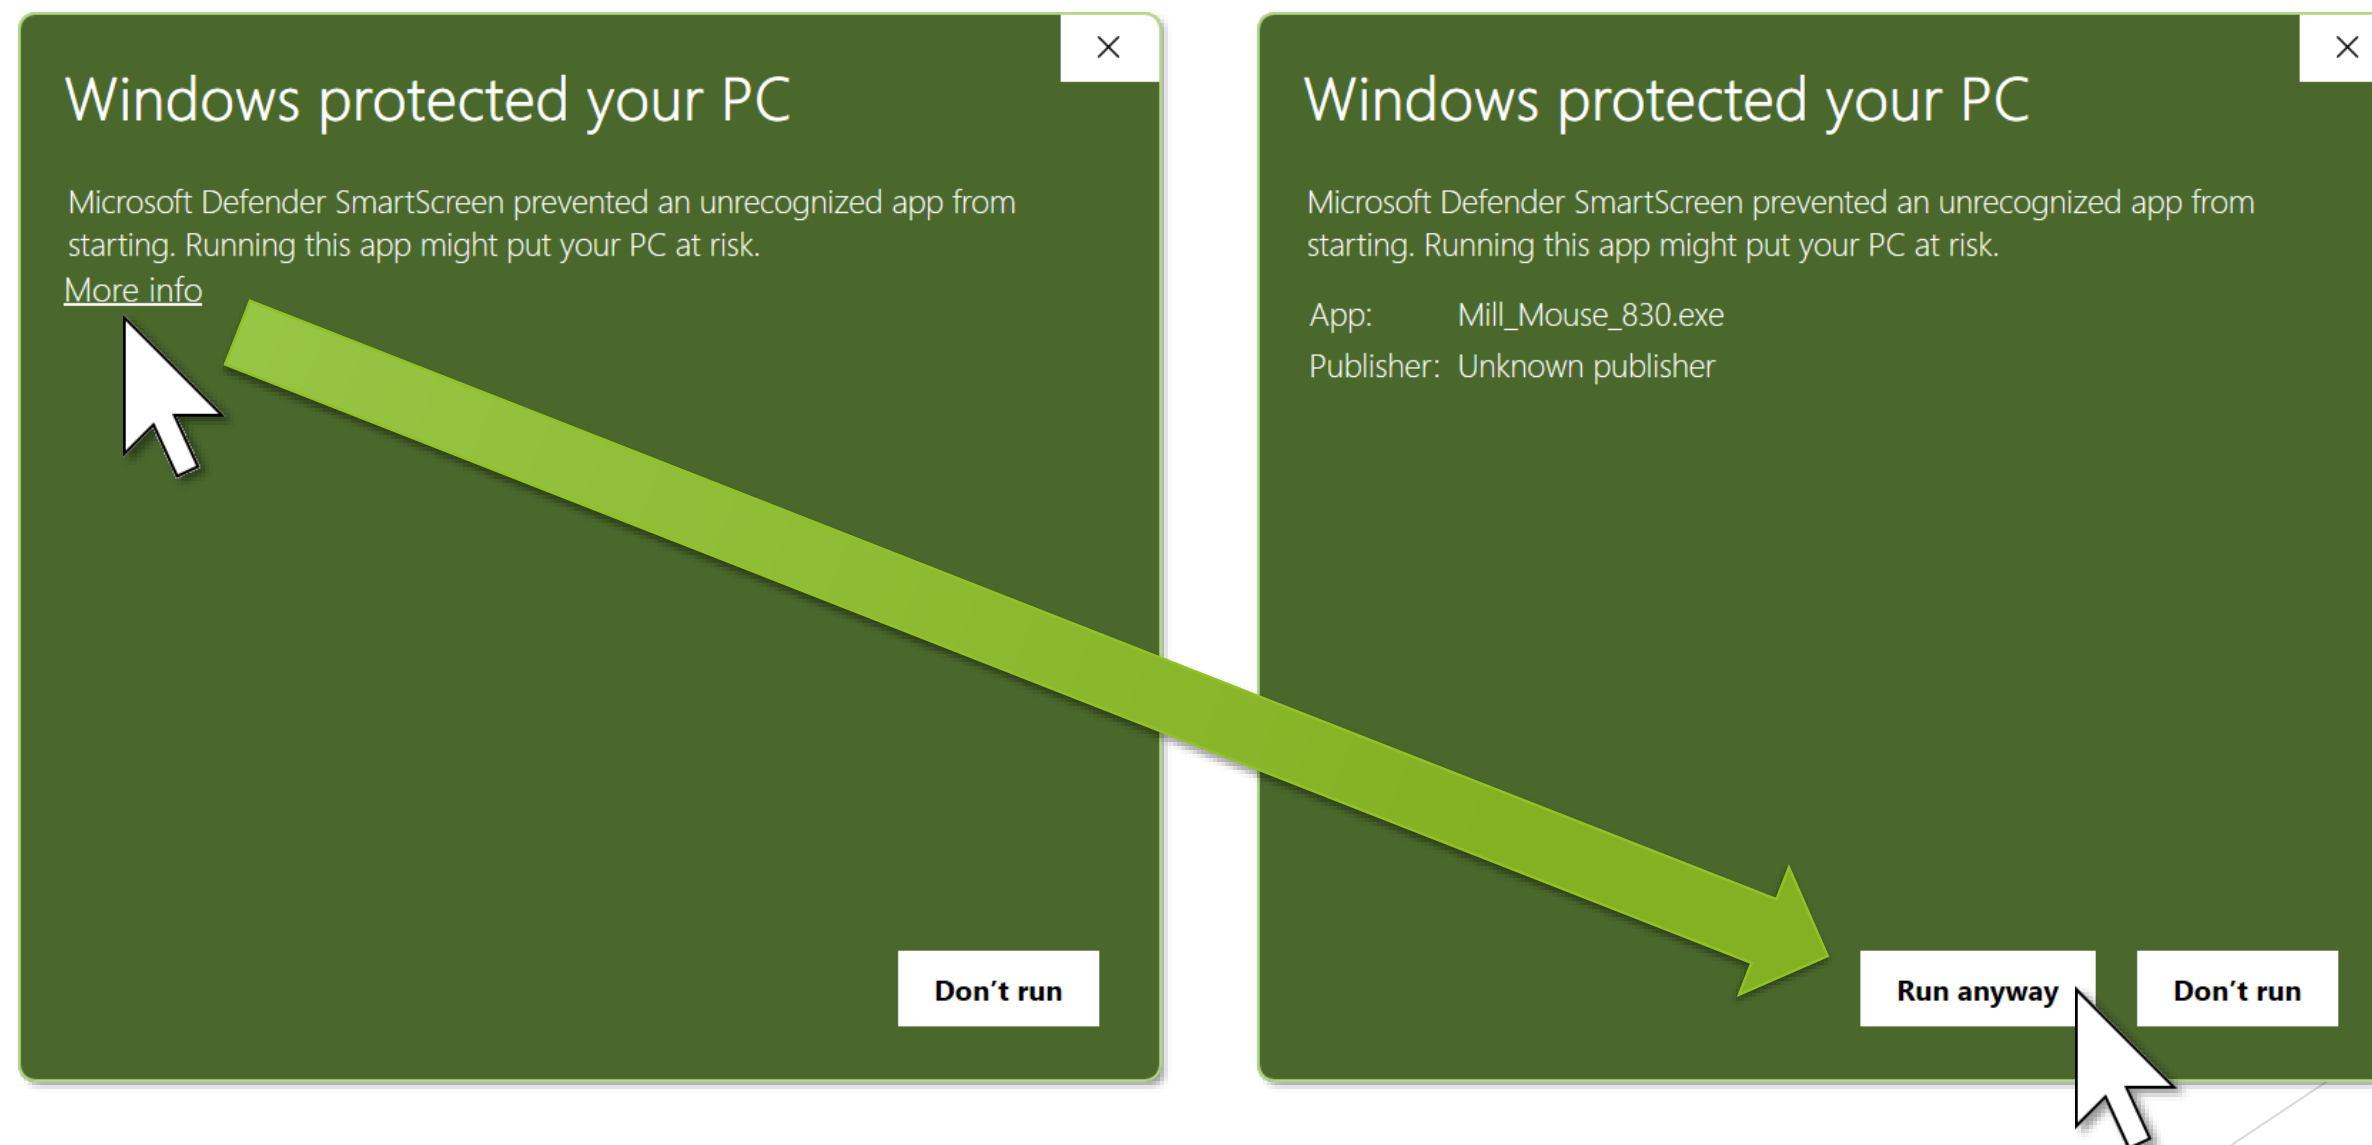 Windows protected your PC
Microsoft Defender SmartScreen prevented an unrecognized app from
starting. Running this app might put your PC at risk.
More info
Don’t run
Windows protected your PC
Microsoft Defender SmartScreen prevented an unrecognized app from
starting. Running this app might put your PC at risk.
App: Mill_Mouse_830.exe
Publisher: Unknown publisher
Run anyway Don’t run